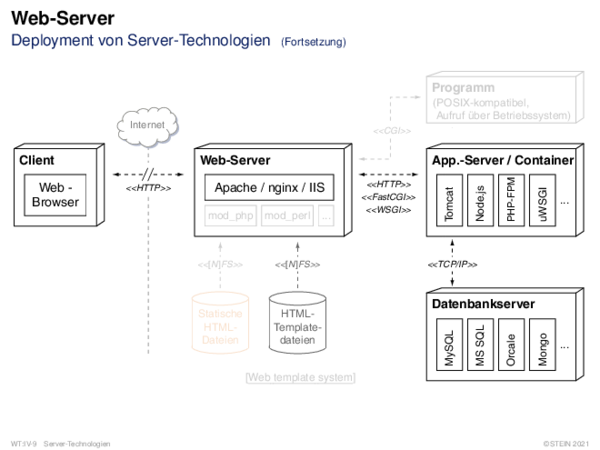 Web-Server
Deployment von Server-Technologien (Fortsetzung)
Programm
(POSIX-kompatibel,
Aufruf über Betriebssystem)
Internet
<<CGI>>
Client
Web -
Browser
<<HTTP>>
Web-Server
Apache / nginx / IIS
mod_php
mod_perl
...
<<HTTP>>
<<FastCGI>>
<<WSGI>>
App.-Server / Container
Tomcat
Node.js
PHP-FPM
uWSGI
...
<<[N]FS>>
<<[N]FS>>
<<TCP/IP>>
Statische
HTML-
Dateien
HTML-
Template-
dateien
Datenbankserver
MySQL
MS SQL
Orcale
Mongo
...
[Web template system]
WT:IV-9 Server-Technologien
©STEIN 2021